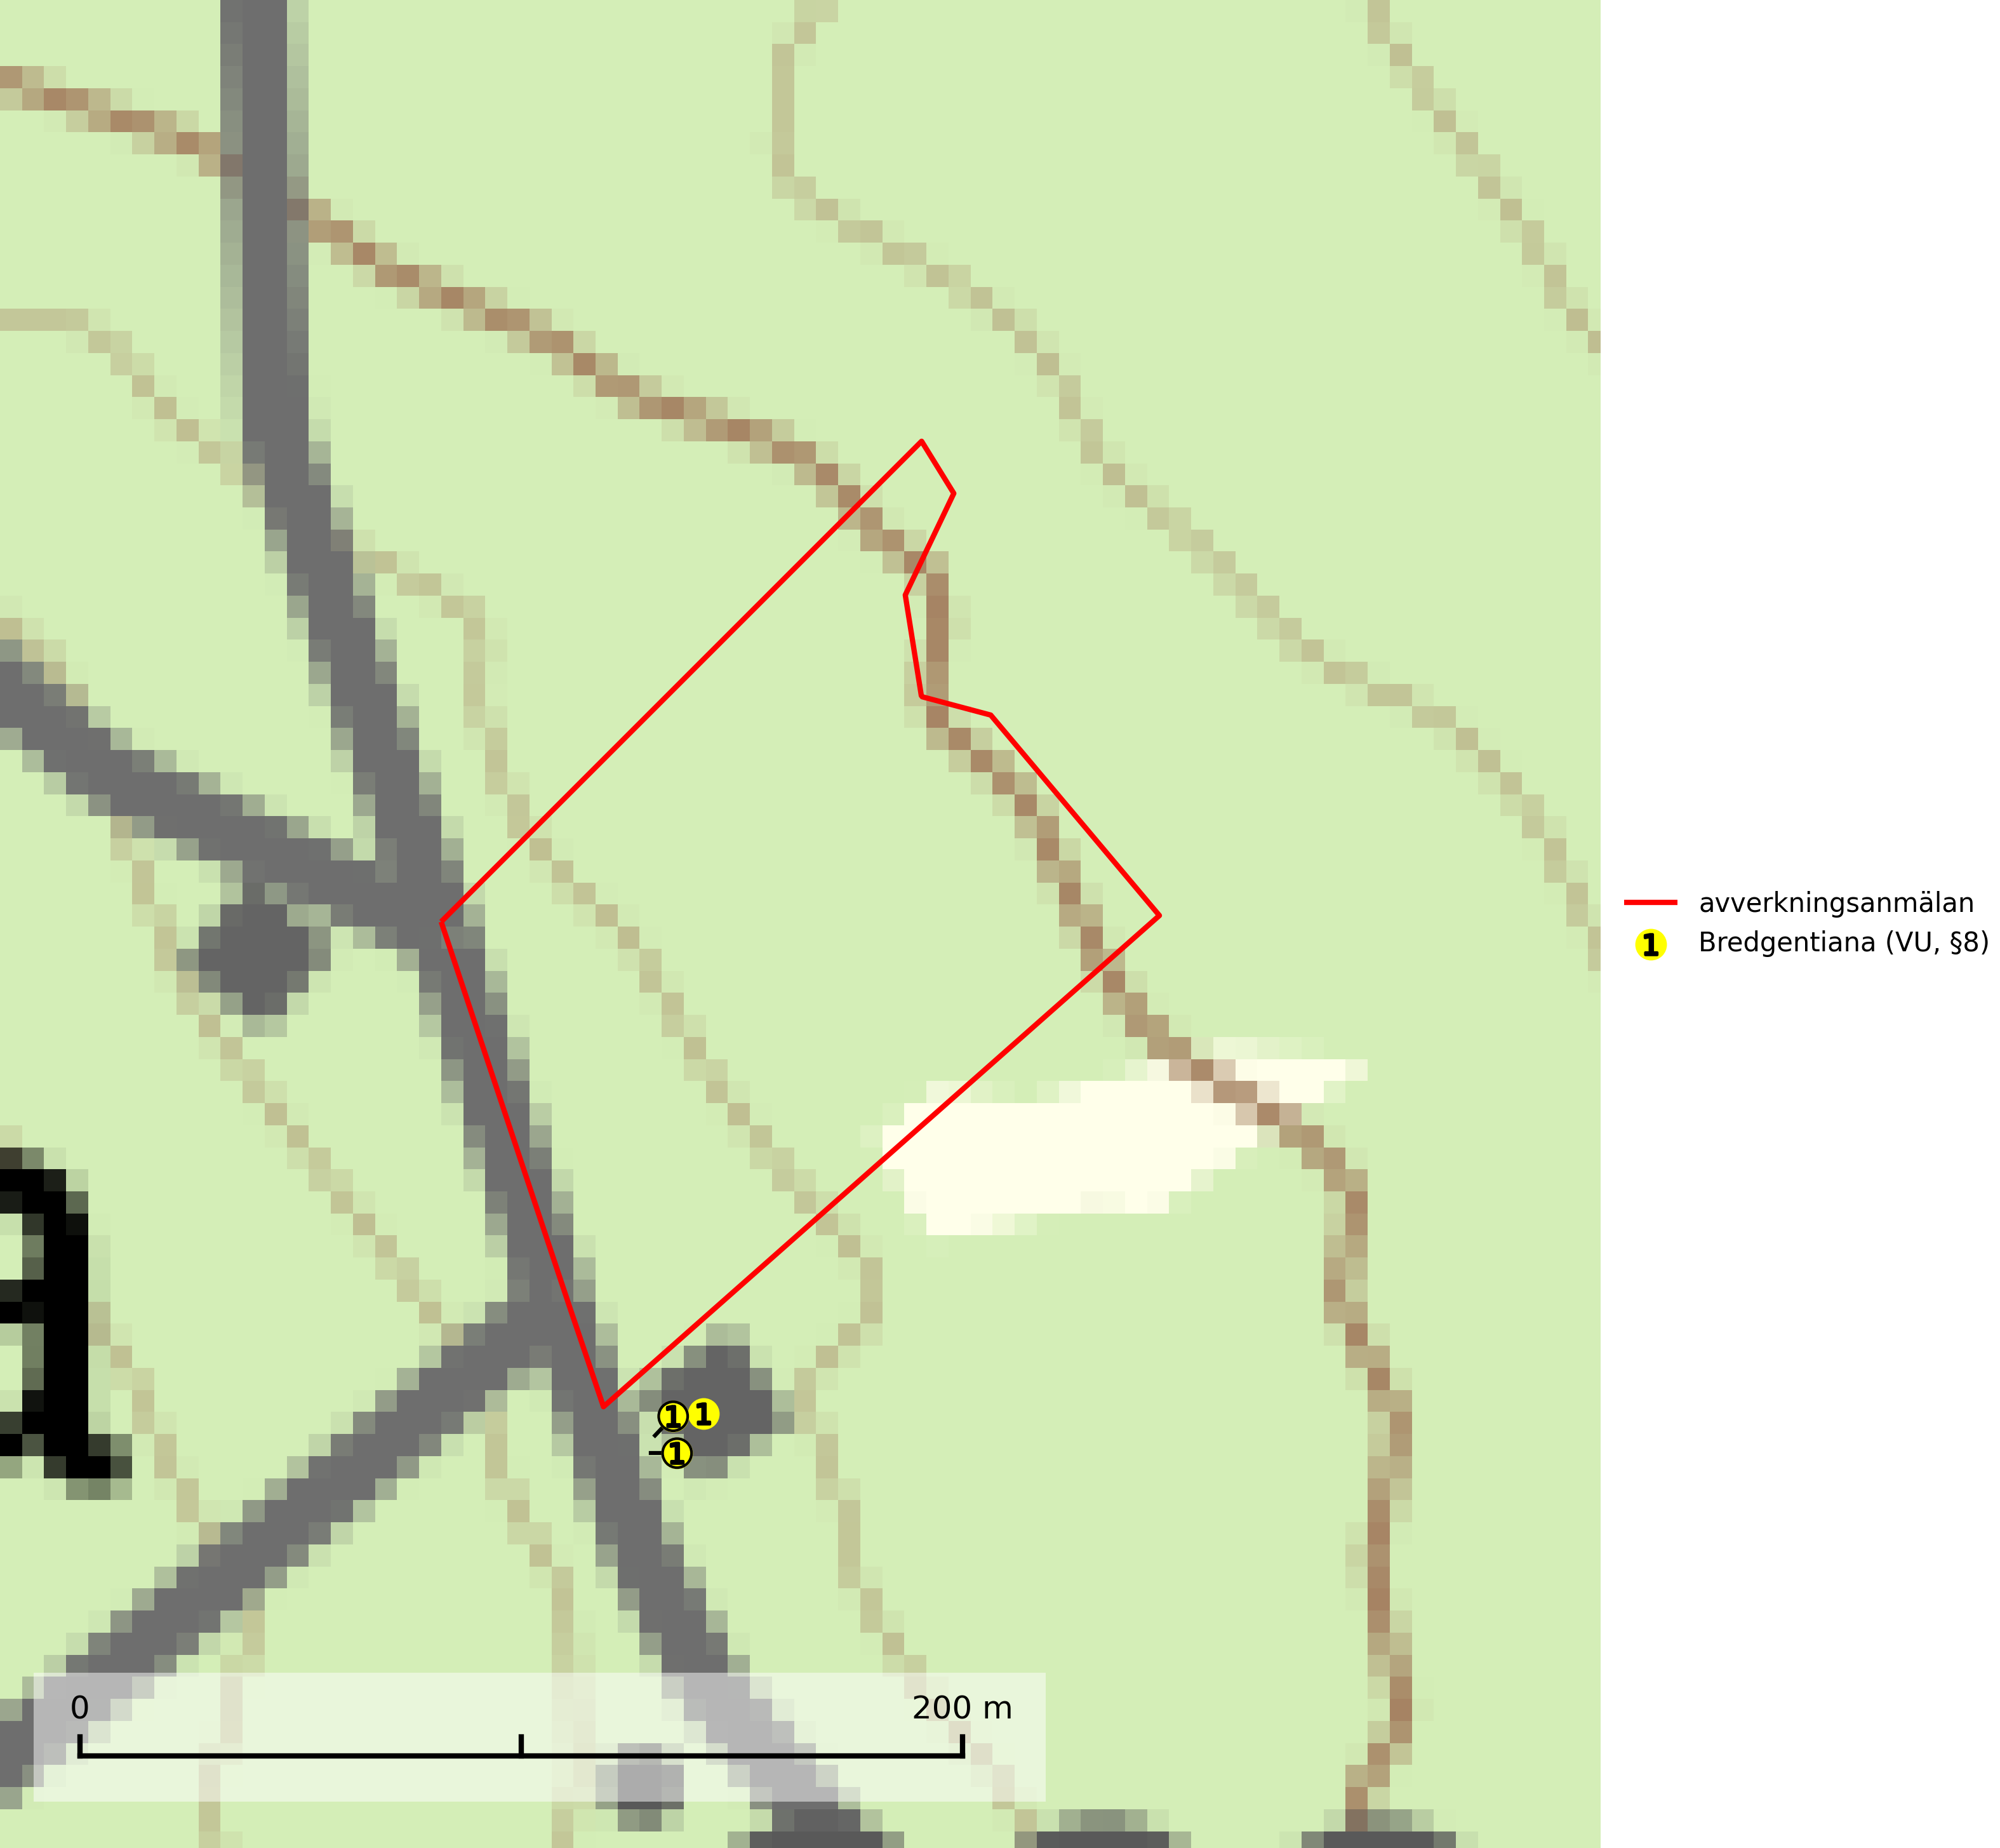 avverkningsanmälan
1 Bredgentiana (VU, §8)
1 1
1
0 200 m